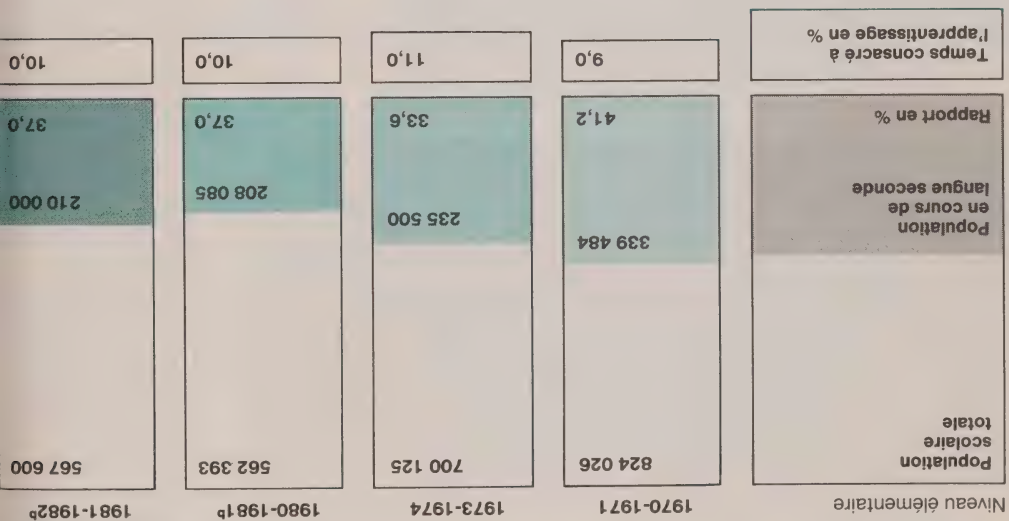 Niveau élémentaire
1970-1971
1973-1974
1980-1981ᵇ
1981-1982ᵇ
Population
scolaire
totale
824 026
700 125
562 393
567 600
Population
en cours de
langue seconde
339 484
235 500
208 085
210 000
Rapport en %
41,2
33,6
37,0
37,0
Temps consacré à
l'apprentissage en %
9,0
11,0
10,0
10,0